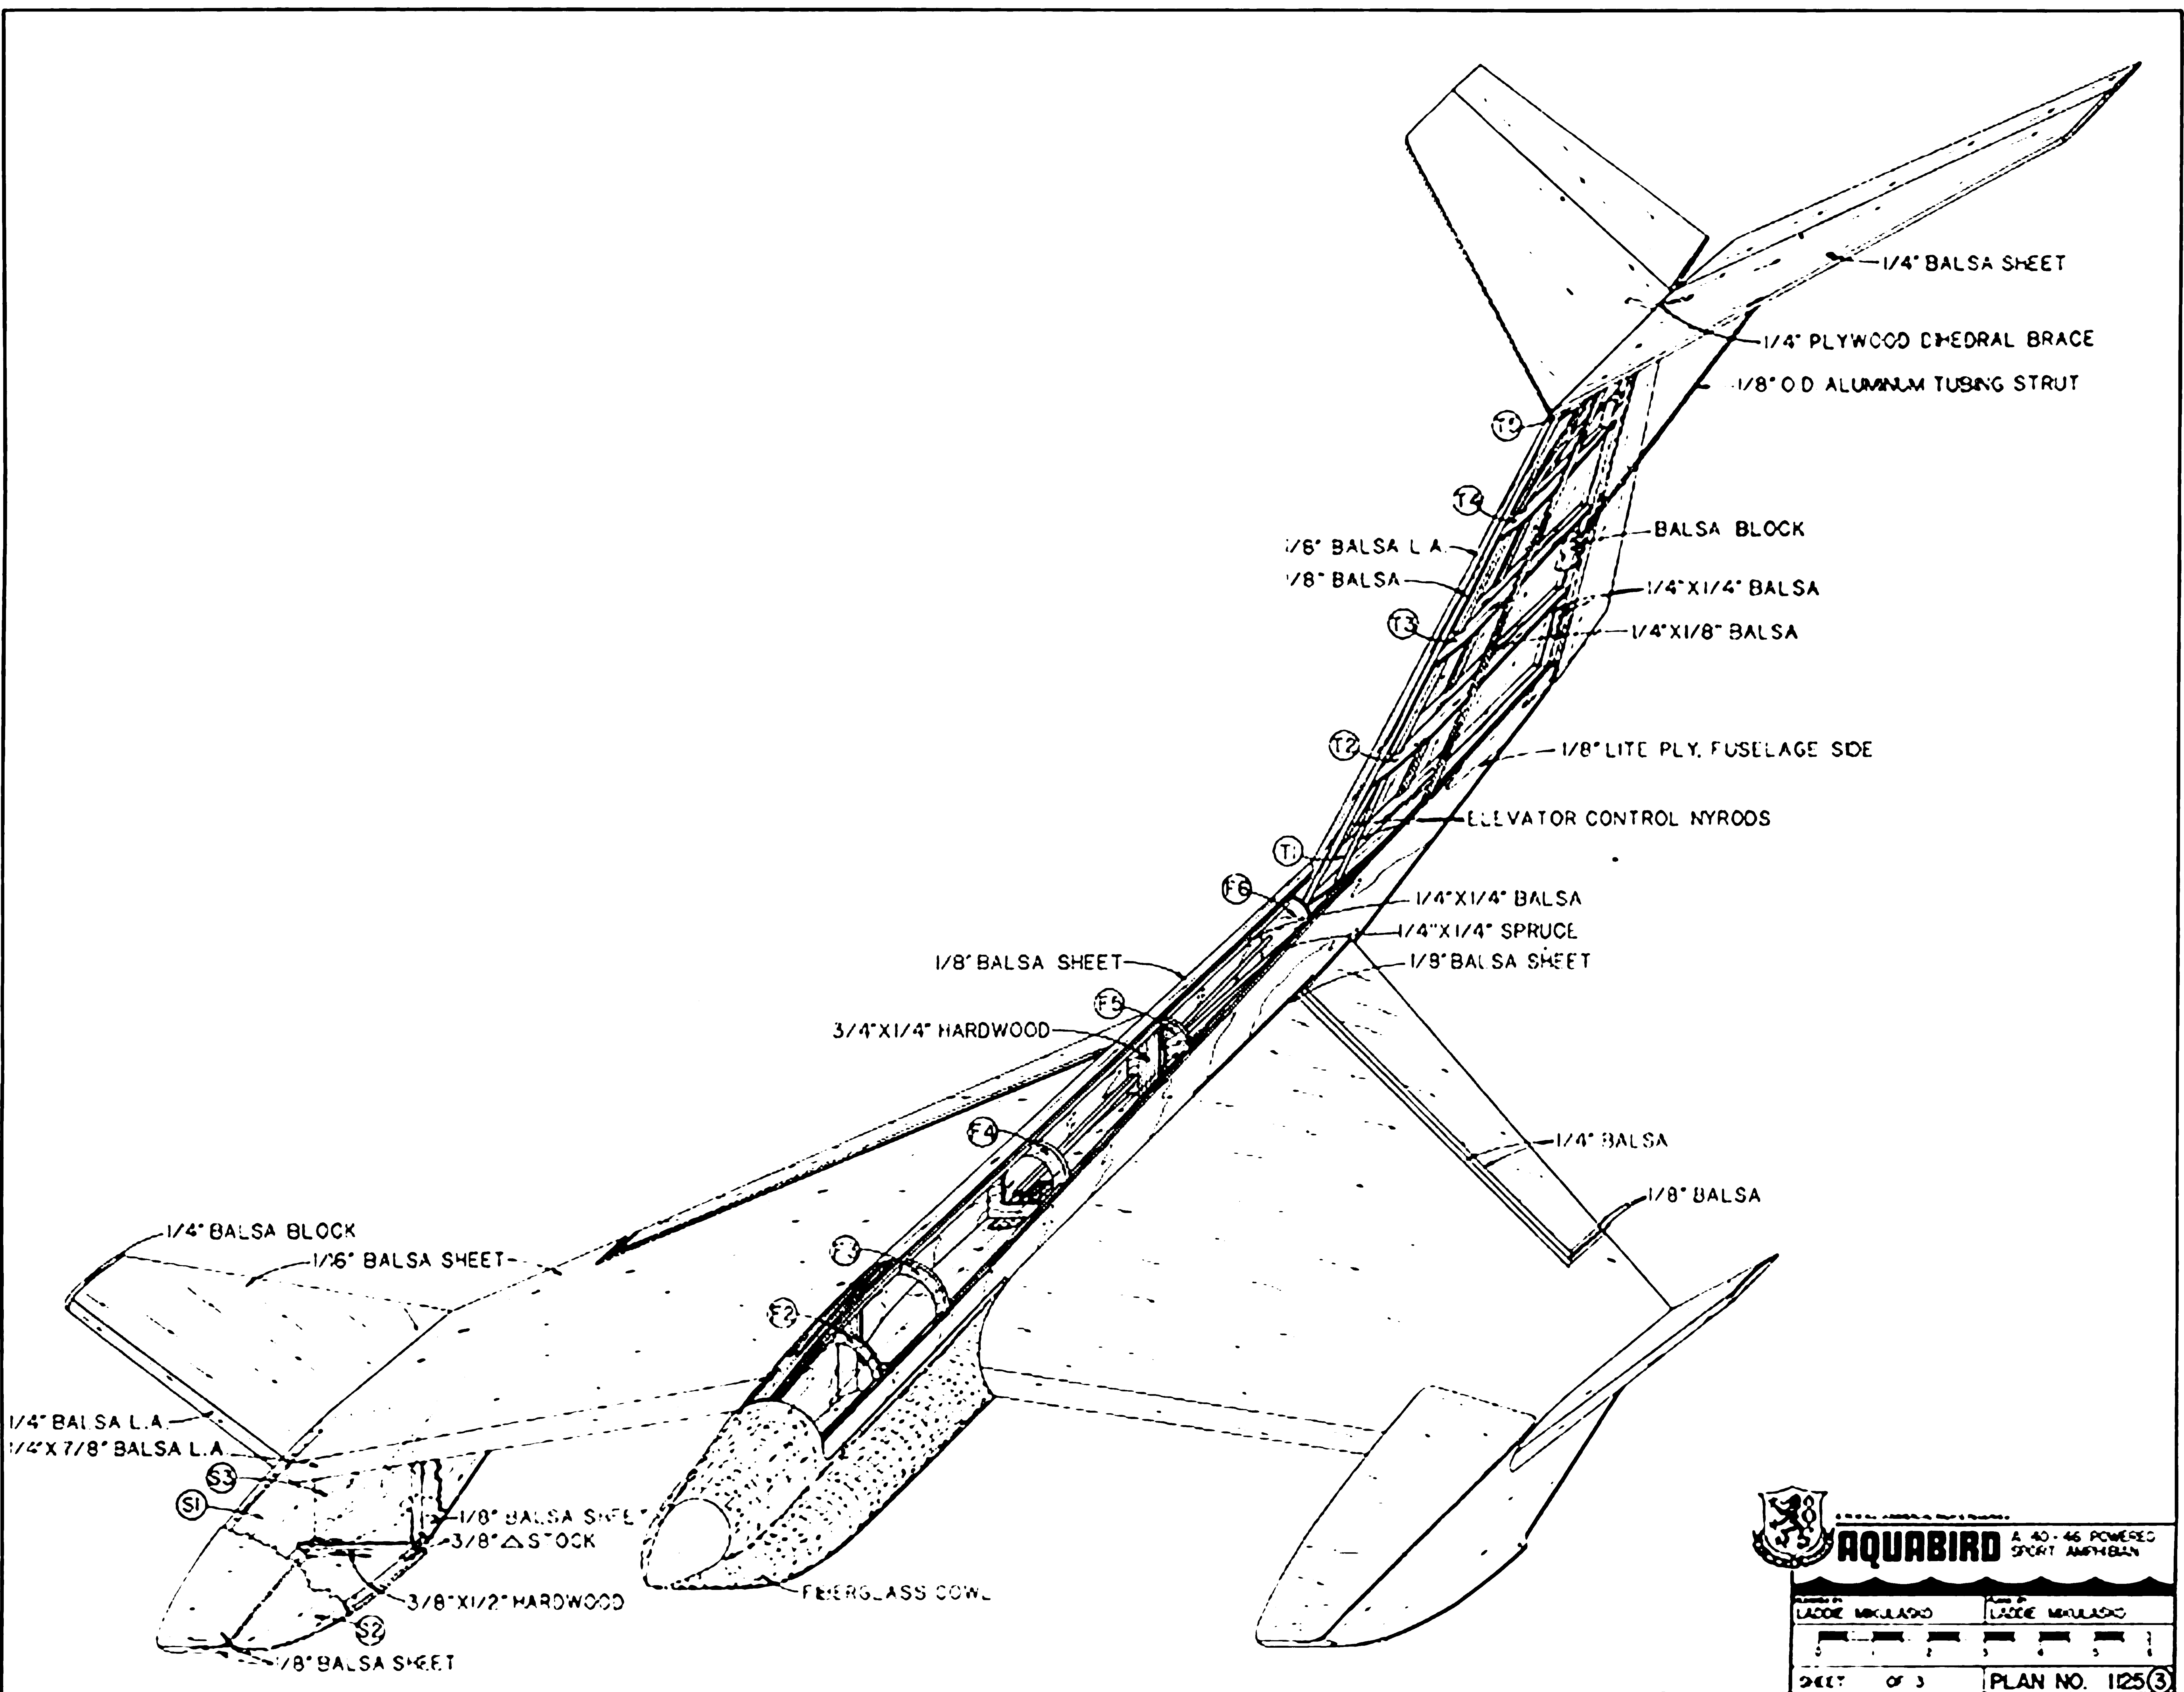 1/4" BALSA SHEET
1/4" PLYWOOD DIHEDRAL BRACE
1/8" O D ALUMINUM TUBING STRUT
T5
T4
BALSA BLOCK
1/8" BALSA L A.
1/8" BALSA
1/4"X1/4" BALSA
T3
1/4"X1/8" BALSA
T2
1/8" LITE PLY. FUSELAGE SIDE
ELEVATOR CONTROL NYRODS
T1
F6
1/4"X1/4" BALSA
1/4"X1/4" SPRUCE
1/8" BALSA SHEET
1/8" BALSA SHEET
F5
3/4"X1/4" HARDWOOD
F4
1/4" BALSA
1/8" BALSA
1/4" BALSA BLOCK
1/16" BALSA SHEET
F3
F2
1/4" BALSA L.A.
1/4"X7/8" BALSA L.A.
S3
S1
1/8" BALSA SHEET
3/8" △ STOCK
3/8"X1/2" HARDWOOD
FIBERGLASS COWL
S2
1/8" BALSA SHEET
AQUABIRD
A .40-.46 POWERED
SPORT AMPHIBIAN
LADDIE MIKULASKO
LADDIE MIKULASKO
0 1 2 3 4 5 6
SHEET OF 3
PLAN NO. 1125 3